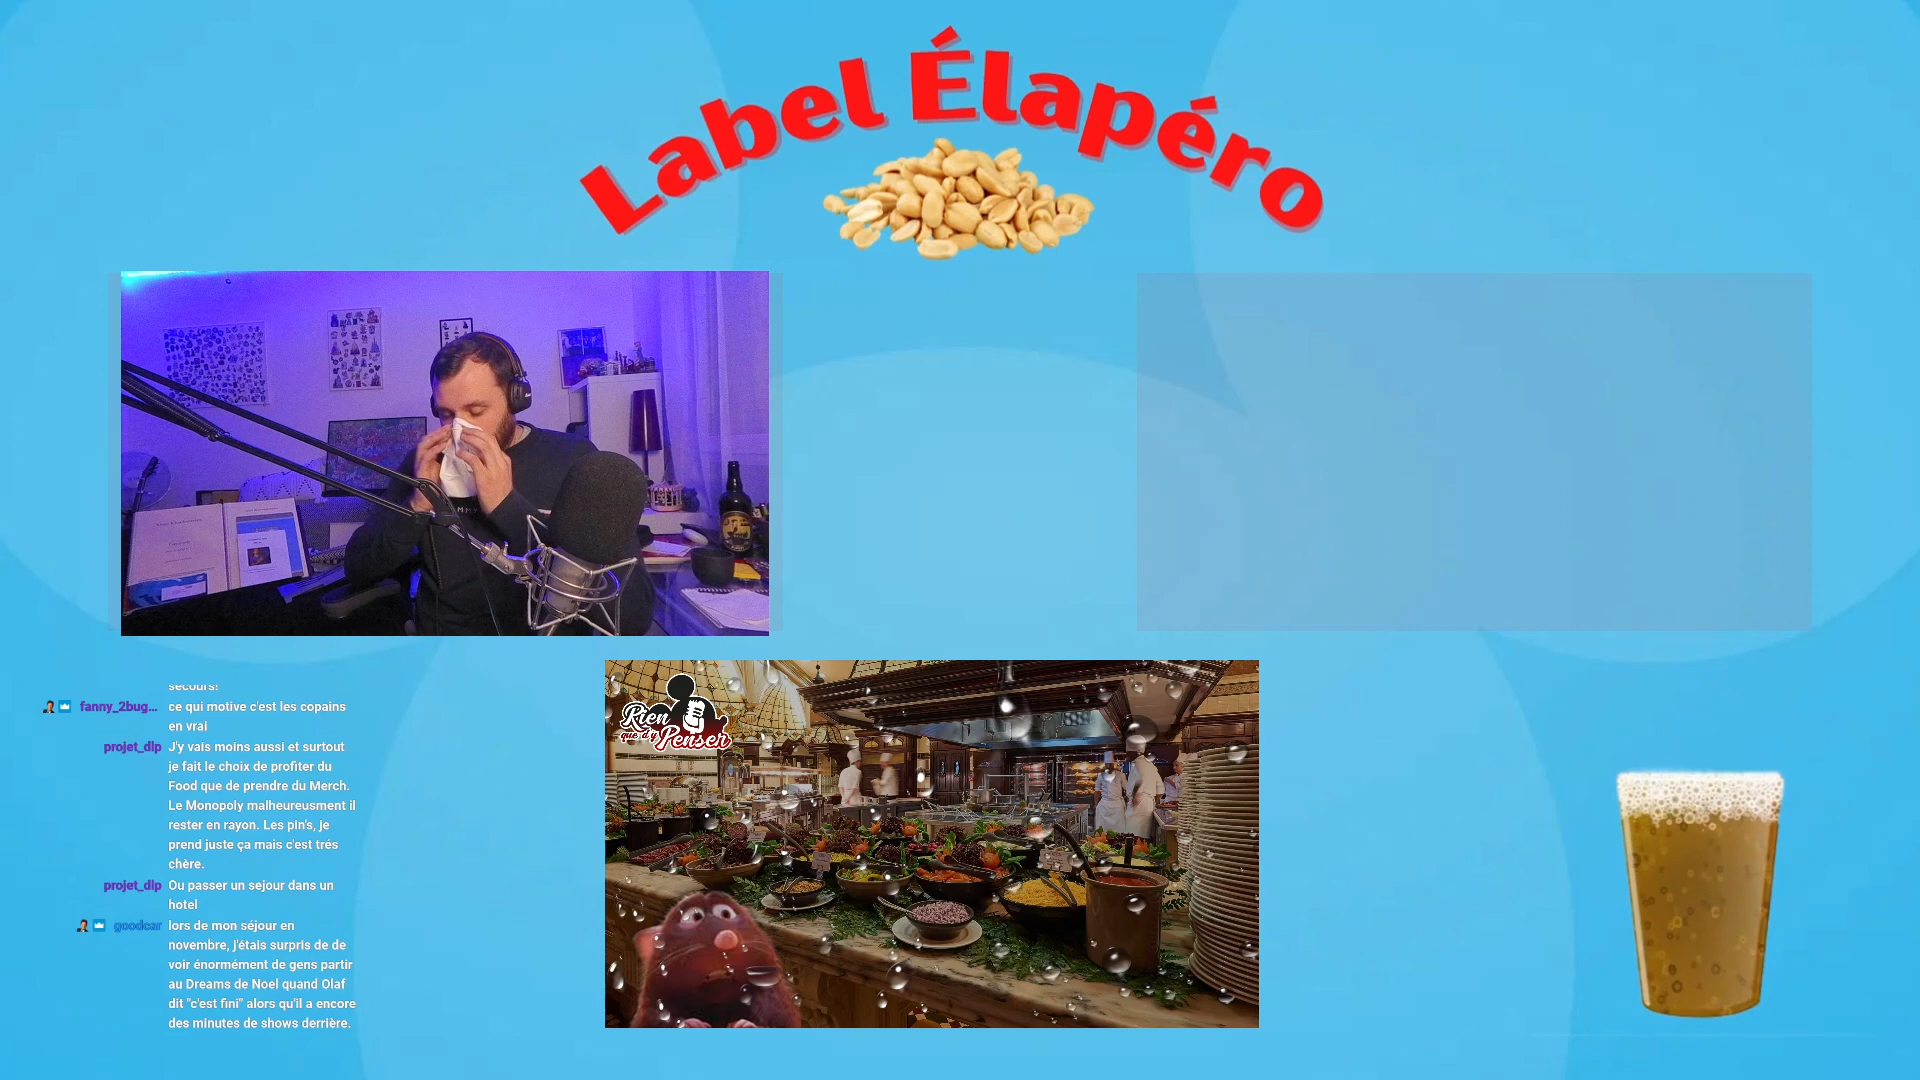 Label Élapéro
Rien
que d'y Penser
secours!
fanny_2bug... ce qui motive c'est les copains
en vrai
projet_dlp J'y vais moins aussi et surtout
je fait le choix de profiter du
Food que de prendre du Merch.
Le Monopoly malheureusment il
rester en rayon. Les pin's, je
prend juste ça mais c'est trés
chère.
projet_dlp Ou passer un sejour dans un
hotel
goodcar lors de mon séjour en
novembre, j'étais surpris de de
voir énormément de gens partir
au Dreams de Noel quand Olaf
dit "c'est fini" alors qu'il a encore
des minutes de shows derrière.